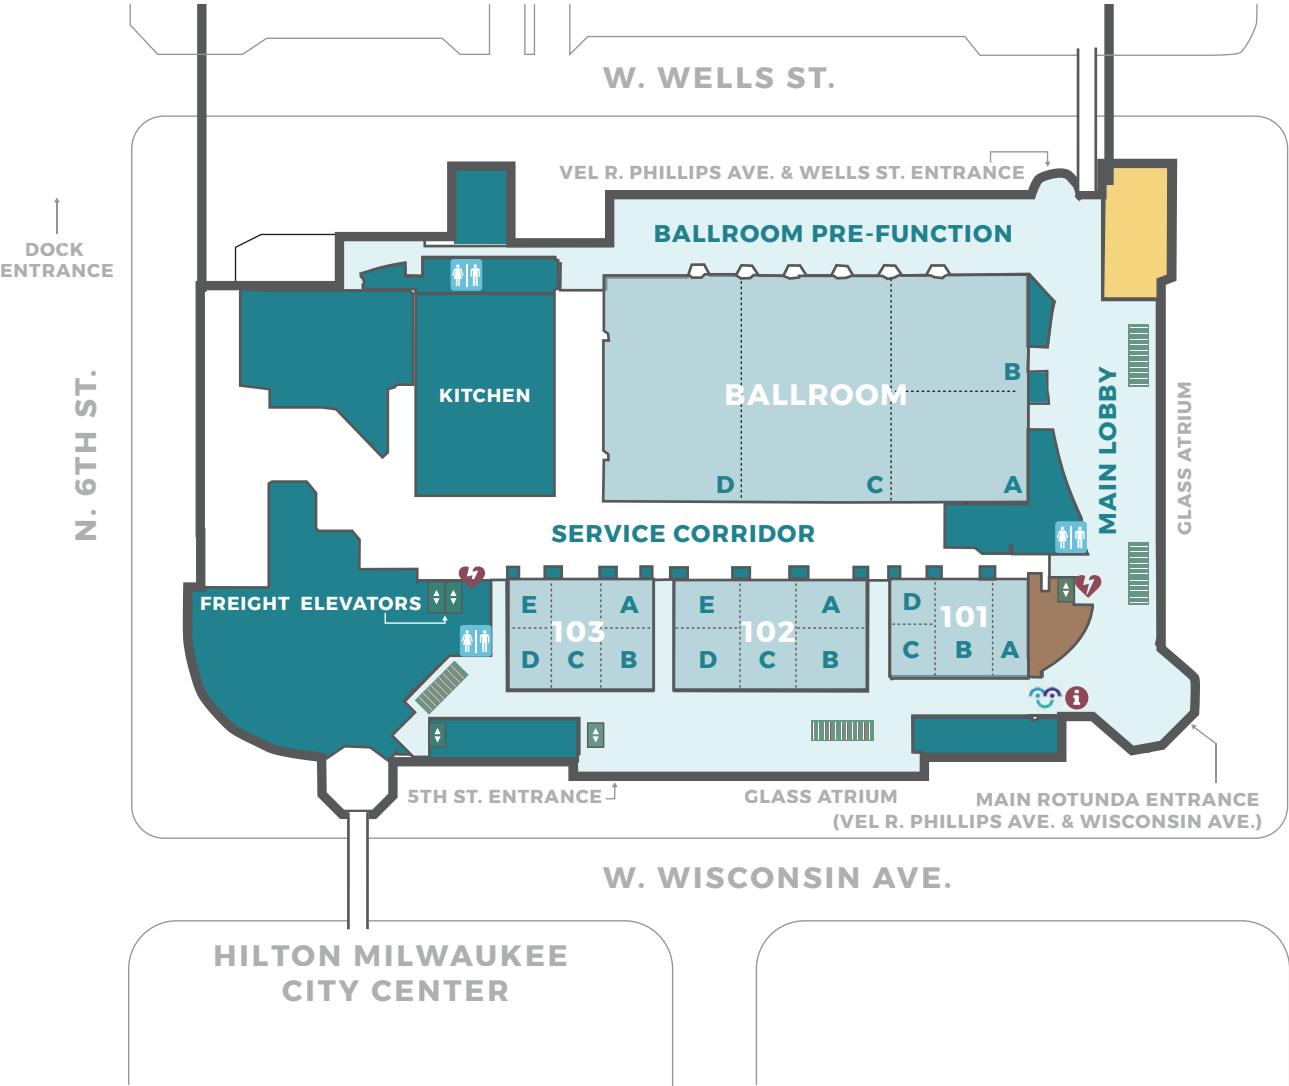 W. WELLS ST.
VEL R. PHILLIPS AVE. & WELLS ST. ENTRANCE
DOCK
ENTRANCE
BALLROOM PRE-FUNCTION
N. 6TH ST.
KITCHEN
BALLROOM
B
D
C
A
MAIN LOBBY
GLASS ATRIUM
SERVICE CORRIDOR
FREIGHT ELEVATORS
E
A
103
D
C
B
E
A
102
D
C
B
D
101
C
B
A
i
5TH ST. ENTRANCE
GLASS ATRIUM
MAIN ROTUNDA ENTRANCE
(VEL R. PHILLIPS AVE. & WISCONSIN AVE.)
W. WISCONSIN AVE.
HILTON MILWAUKEE
CITY CENTER